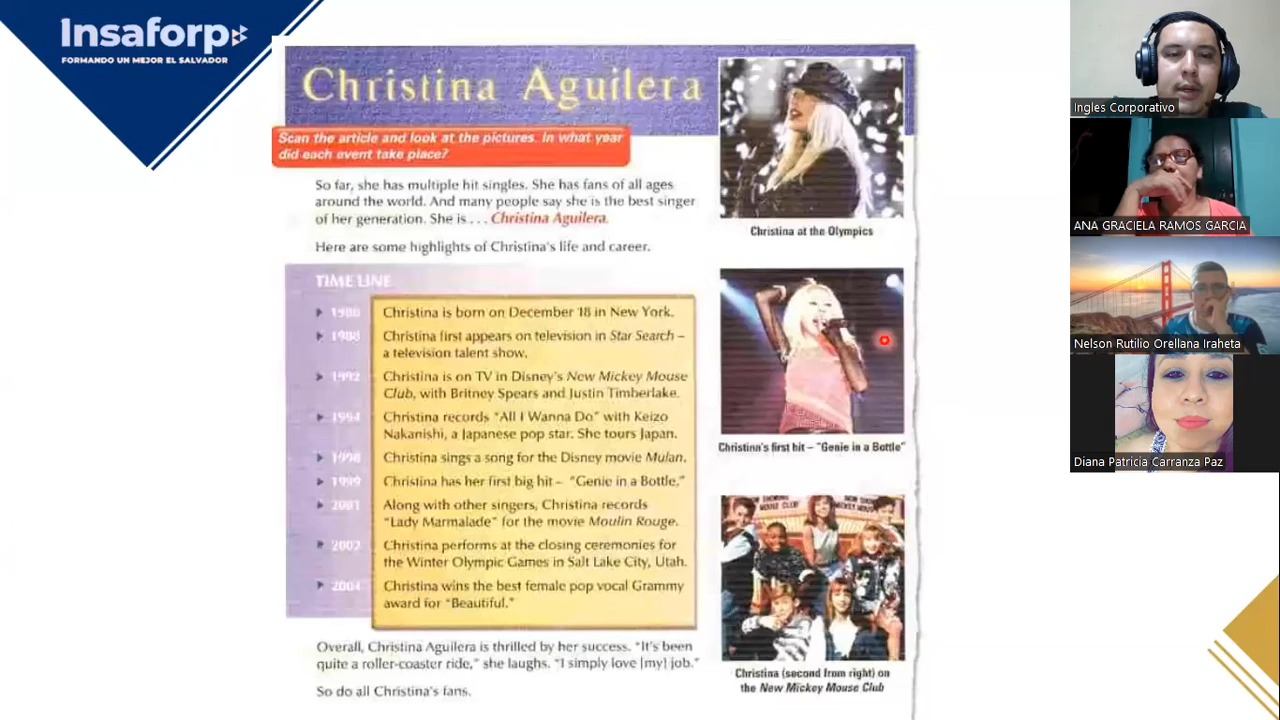 Insaforp
FORMANDO UN MEJOR EL SALVADOR
Christina Aguilera
Scan the article and look at the pictures. In what year
did each event take place?
So far, she has multiple hit singles. She has fans of all ages
around the world. And many people say she is the best singer
of her generation. She is . . . Christina Aguilera.
Here are some highlights of Christina's life and career.
TIME LINE
1980 Christina is born on December 18 in New York.
1988 Christina first appears on television in Star Search –
a television talent show.
1992 Christina is on TV in Disney's New Mickey Mouse
Club, with Britney Spears and Justin Timberlake.
1994 Christina records "All I Wanna Do" with Keizo
Nakanishi, a Japanese pop star. She tours Japan.
1998 Christina sings a song for the Disney movie Mulan.
1999 Christina has her first big hit – "Genie in a Bottle."
2001 Along with other singers, Christina records
"Lady Marmalade" for the movie Moulin Rouge.
2002 Christina performs at the closing ceremonies for
the Winter Olympic Games in Salt Lake City, Utah.
2004 Christina wins the best female pop vocal Grammy
award for "Beautiful."
Overall, Christina Aguilera is thrilled by her success. "It's been
quite a roller-coaster ride," she laughs. "I simply love [my] job."
So do all Christina's fans.
Christina at the Olympics
Christina's first hit – "Genie in a Bottle"
MOUSE CLUB
Christina (second from right) on
the New Mickey Mouse Club
Ingles Corporativo
ANA GRACIELA RAMOS GARCIA
Nelson Rutilio Orellana Iraheta
Diana Patricia Carranza Paz